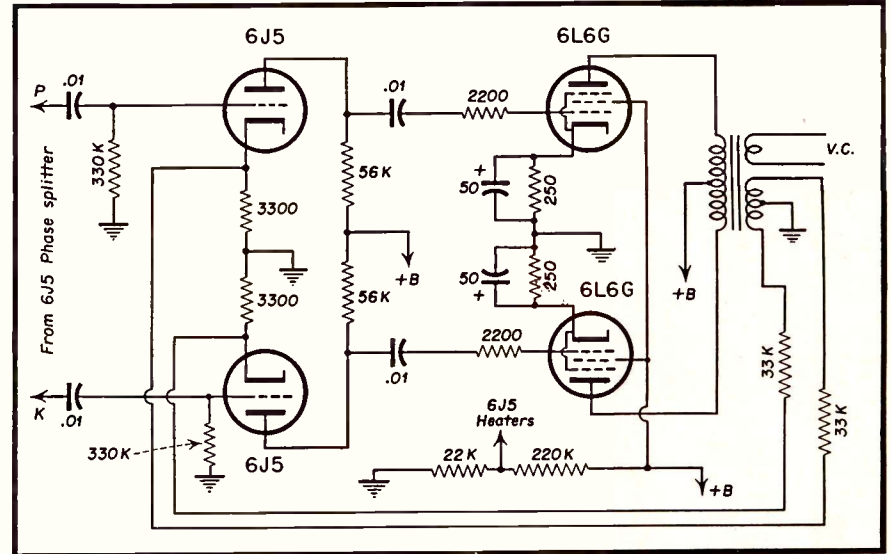 6J5
6L6G
P
.01
.01
2200
330K
From 6J5 Phase splitter
3300
56K
+
50
250
V.C.
+B
3300
56K
50
+
250
+B
6L6G
2200
.01
33K
33K
K
.01
330K
6J5
6J5
Heaters
22K
220K
+B